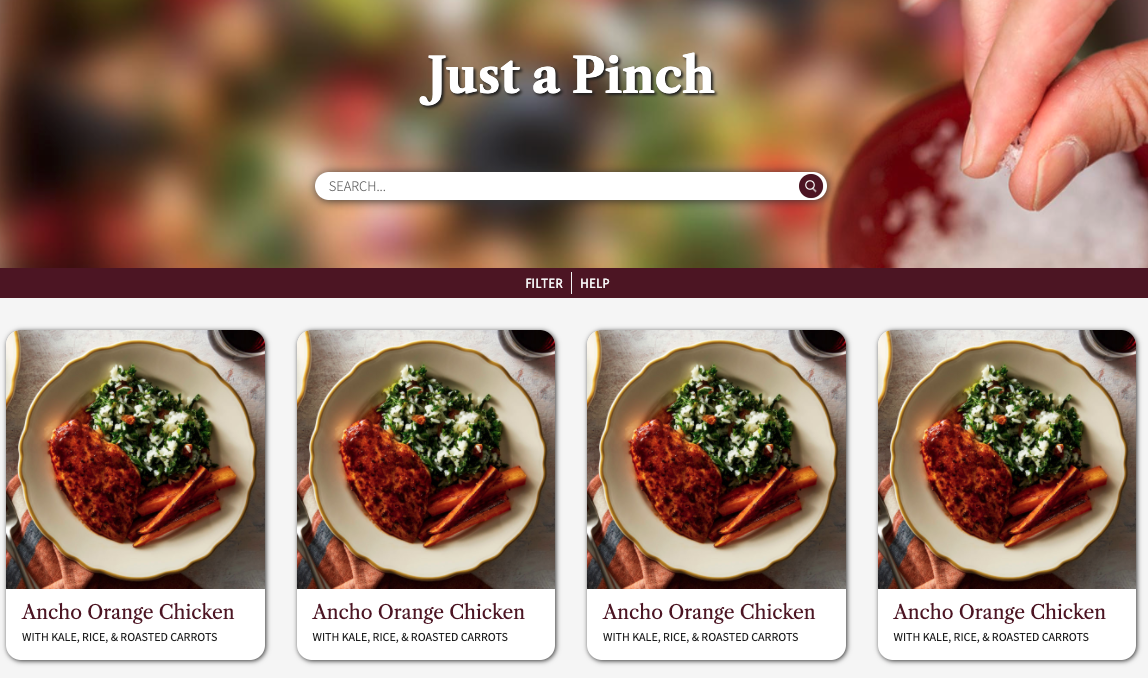 Just a Pinch
SEARCH...
FILTER
HELP
Ancho Orange Chicken
WITH KALE, RICE, & ROASTED CARROTS
Ancho Orange Chicken
WITH KALE, RICE, & ROASTED CARROTS
Ancho Orange Chicken
WITH KALE, RICE, & ROASTED CARROTS
Ancho Orange Chicken
WITH KALE, RICE, & ROASTED CARROTS